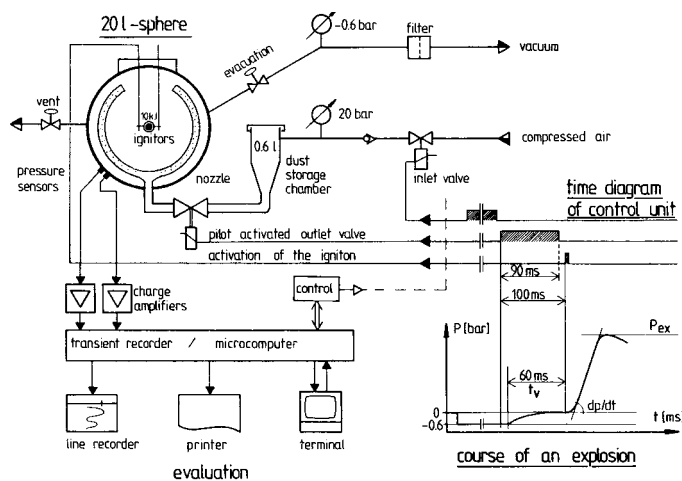 20 l-sphere
-0.6 bar
filter
vacuum
evacuation
vent
10 kJ
ignitors
20 bar
0.6 l
compressed air
dust
storage
chamber
nozzle
inlet valve
pressure
sensors
time diagram
of control unit
pilot activated outlet valve
activation of the igniton
90 ms
100 ms
control
charge
amplifiers
transient recorder / microcomputer
P [bar]
Pex
60 ms
tv
dp/dt
0
-0.6
t [ms]
line recorder
printer
terminal
evaluation
course of an explosion